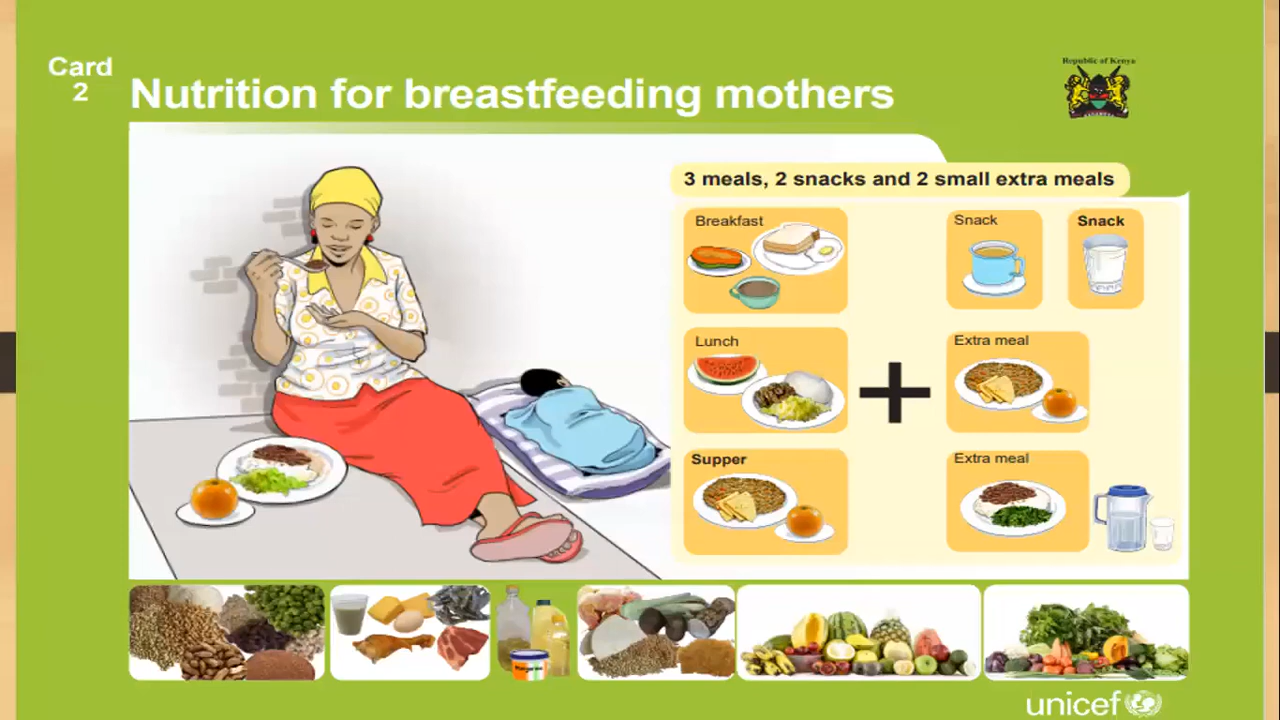 Card
2
Nutrition for breastfeeding mothers
Republic of Kenya
3 meals, 2 snacks and 2 small extra meals
Breakfast
Snack
Snack
Lunch
Extra meal
Supper
Extra meal
unicef